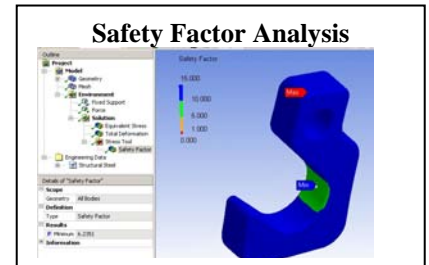 Safety Factor Analysis
Outline
Project
Model
Geometry
Mesh
Environment
Fixed Support
Force
Solution
Equivalent Stress
Total Deformation
Stress Tool
Safety Factor
Engineering Data
Structural Steel
Details of "Safety Factor"
Scope
Geometry All Bodies
Definition
Type Safety Factor
Results
Minimum 6.2351
Information
Safety Factor
15.000
10.000
5.000
1.000
0.000
Max
Min